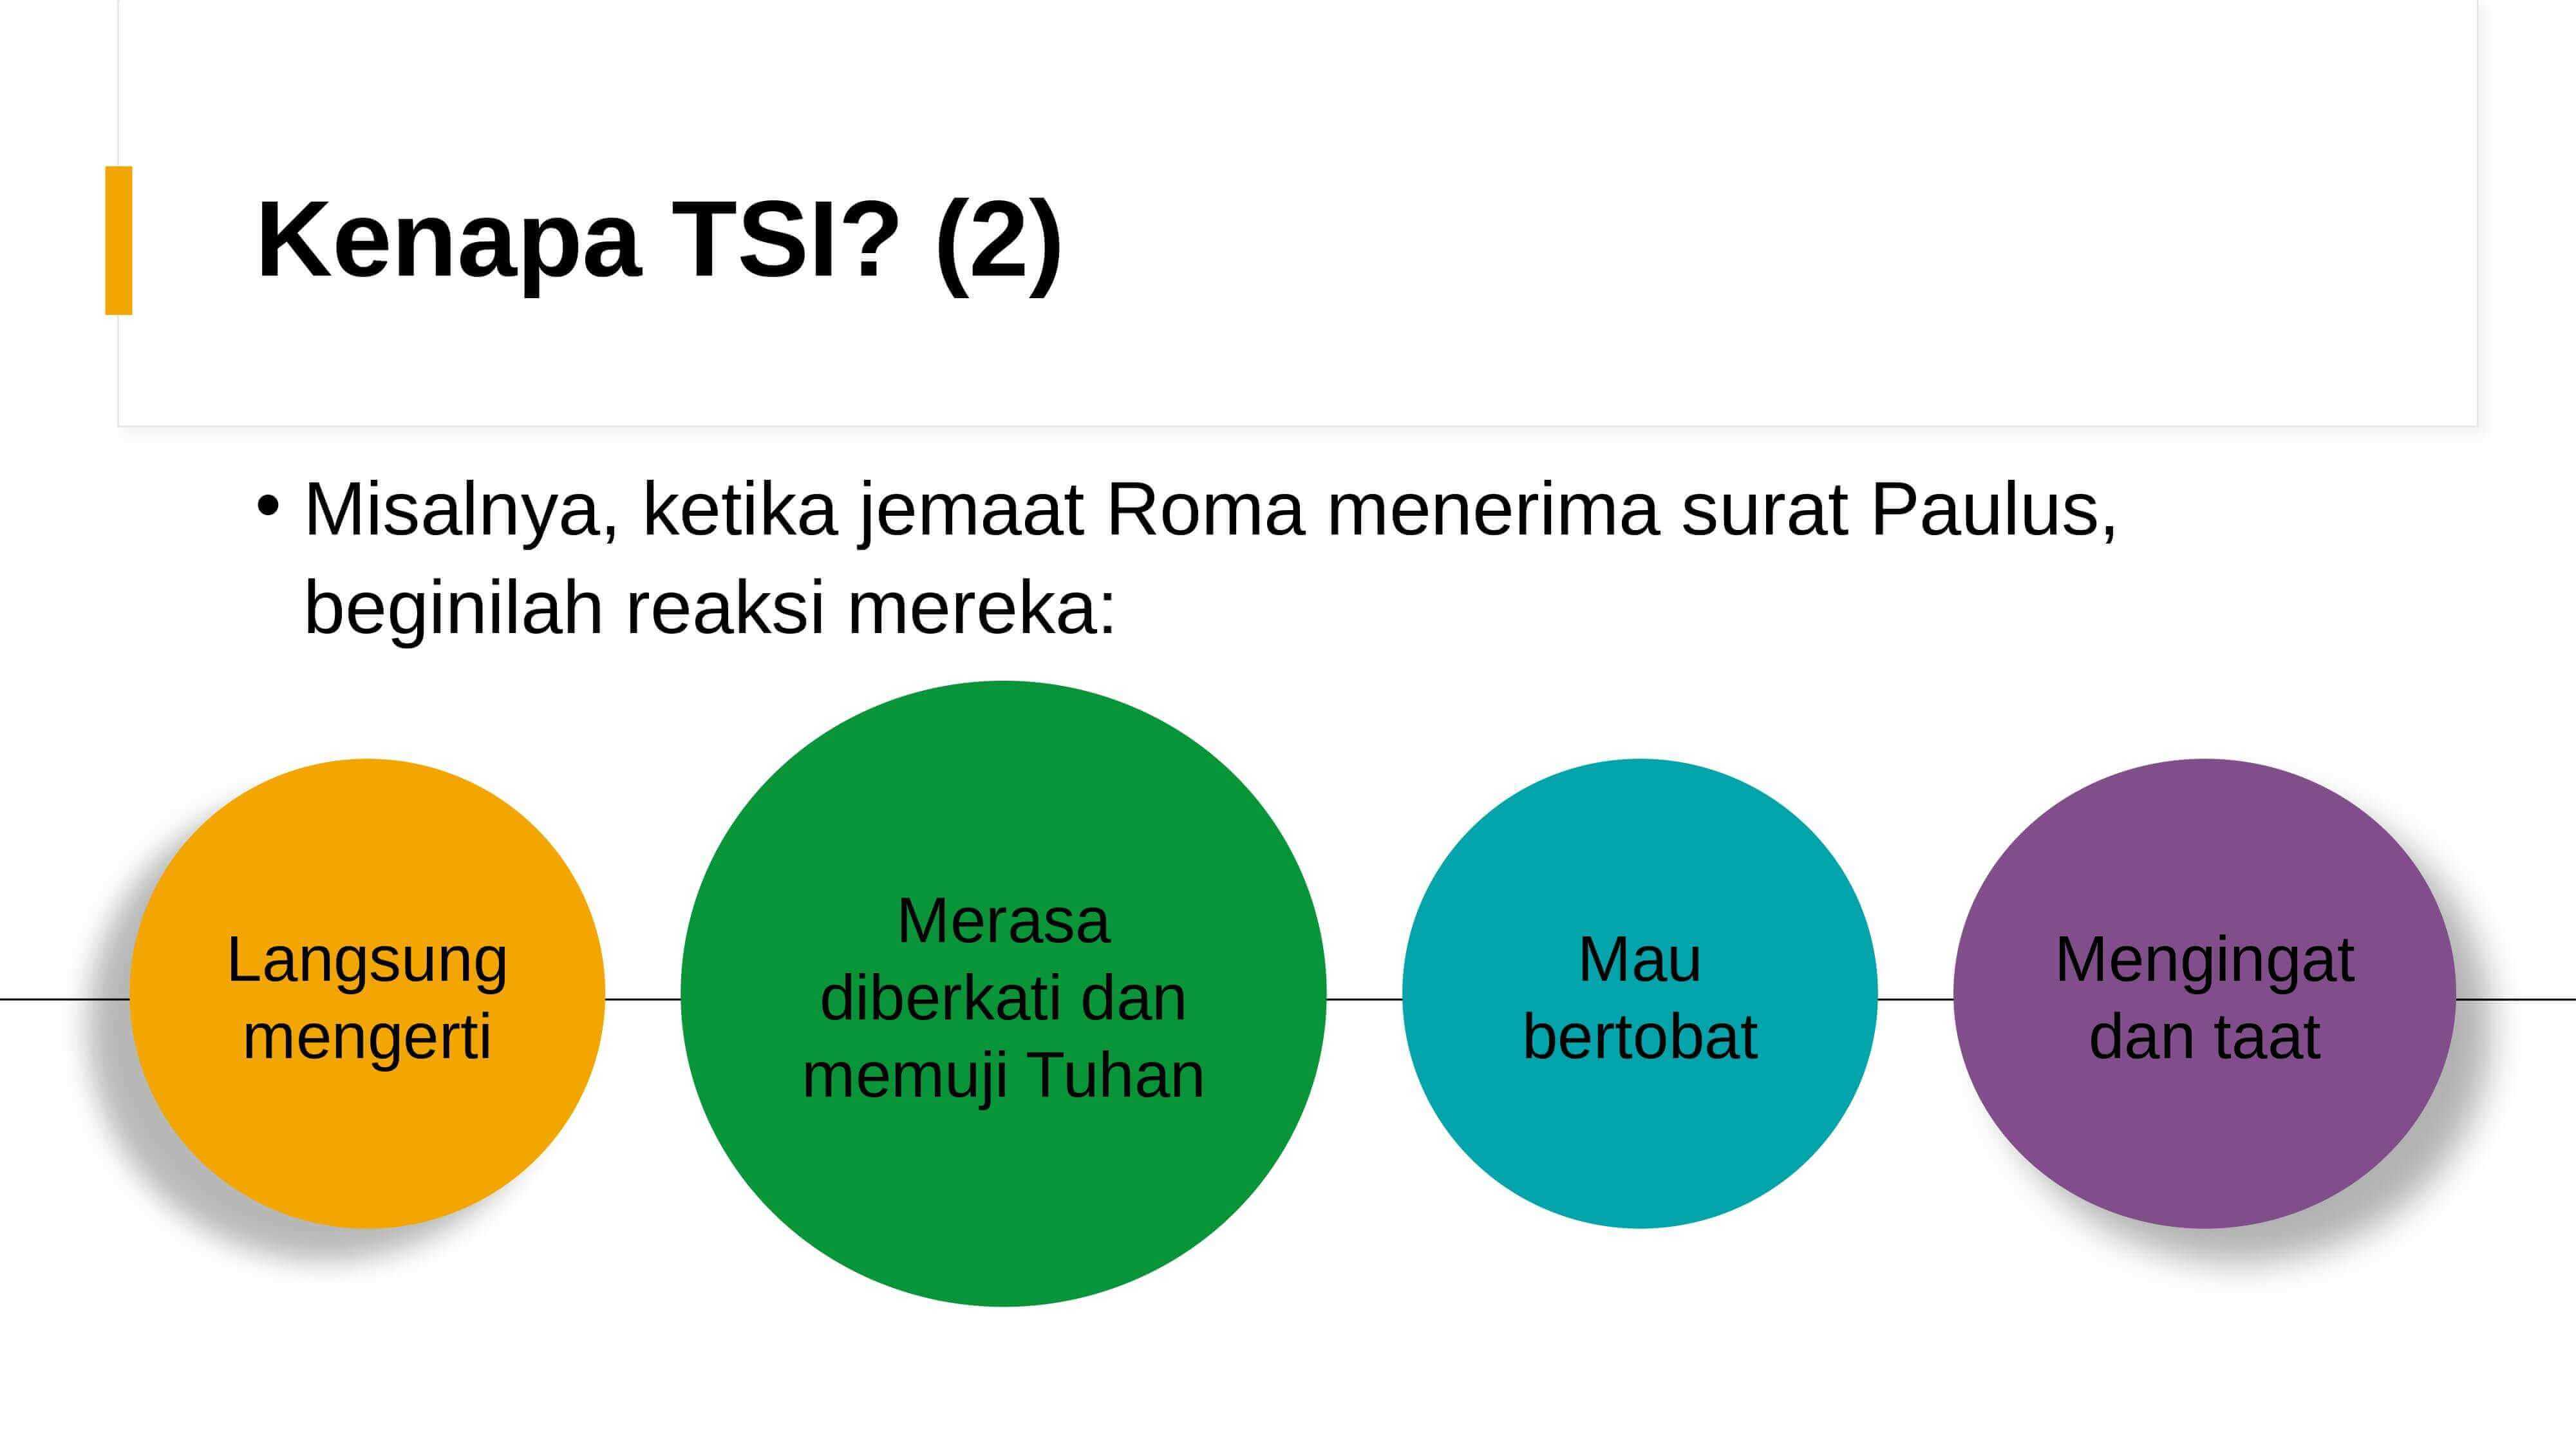 Kenapa TSI? (2)
• Misalnya, ketika jemaat Roma menerima surat Paulus,
beginilah reaksi mereka:
Langsung
mengerti
Merasa
diberkati dan
memuji Tuhan
Mau
bertobat
Mengingat
dan taat